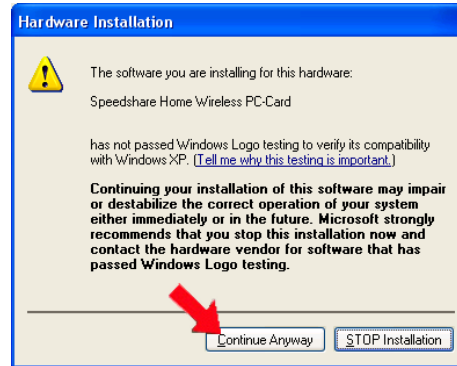 Hardware Installation
The software you are installing for this hardware:
Speedshare Home Wireless PC-Card
has not passed Windows Logo testing to verify its compatibility
with Windows XP. (Tell me why this testing is important.)
Continuing your installation of this software may impair
or destabilize the correct operation of your system
either immediately or in the future. Microsoft strongly
recommends that you stop this installation now and
contact the hardware vendor for software that has
passed Windows Logo testing.
Continue Anyway
STOP Installation